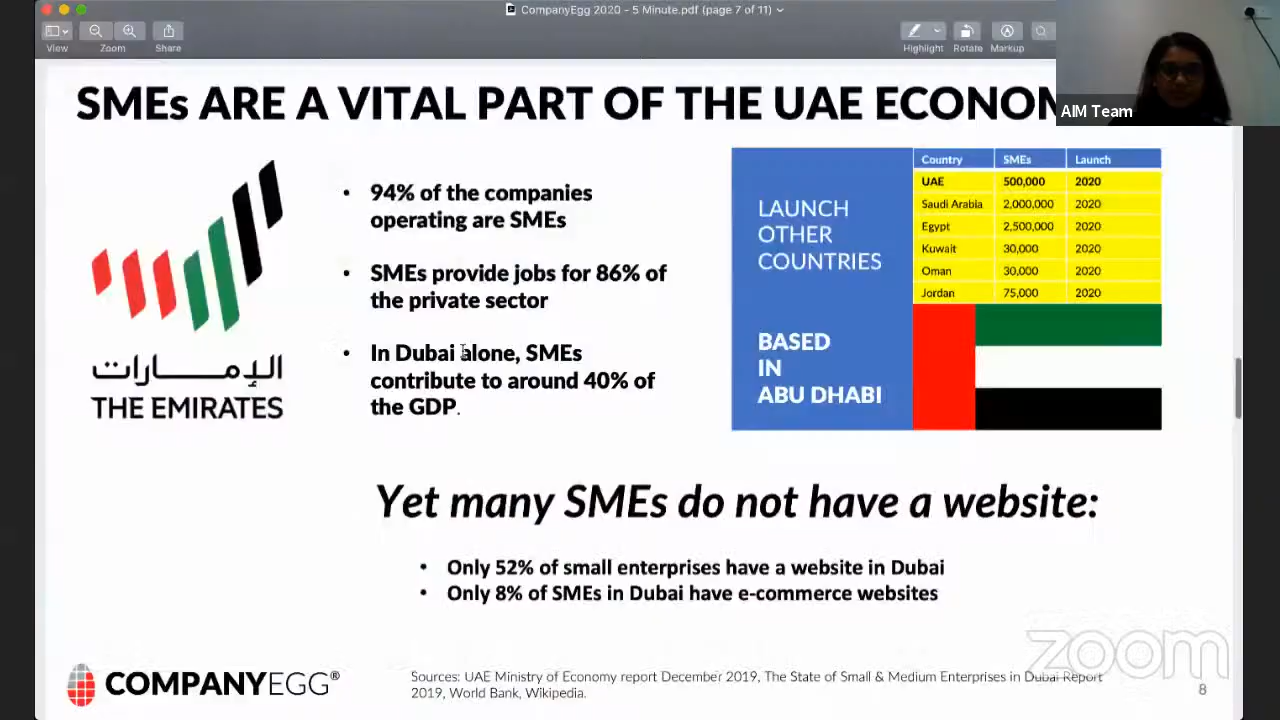 CompanyEgg 2020 - 5 Minute.pdf (page 7 of 11)
View
Zoom
Share
Highlight
Rotate
Markup
AIM Team
SMEs ARE A VITAL PART OF THE UAE ECONOM
الإمارات
THE EMIRATES
• 94% of the companies
operating are SMEs
• SMEs provide jobs for 86% of
the private sector
• In Dubai alone, SMEs
contribute to around 40% of
the GDP.
LAUNCH
OTHER
COUNTRIES
BASED
IN
ABU DHABI
Country SMEs Launch
UAE 500,000 2020
Saudi Arabia 2,000,000 2020
Egypt 2,500,000 2020
Kuwait 30,000 2020
Oman 30,000 2020
Jordan 75,000 2020
Yet many SMEs do not have a website:
• Only 52% of small enterprises have a website in Dubai
• Only 8% of SMEs in Dubai have e-commerce websites
COMPANYEGG®
Sources: UAE Ministry of Economy report December 2019, The State of Small & Medium Enterprises in Dubai Report
2019, World Bank, Wikipedia.
zoom
8